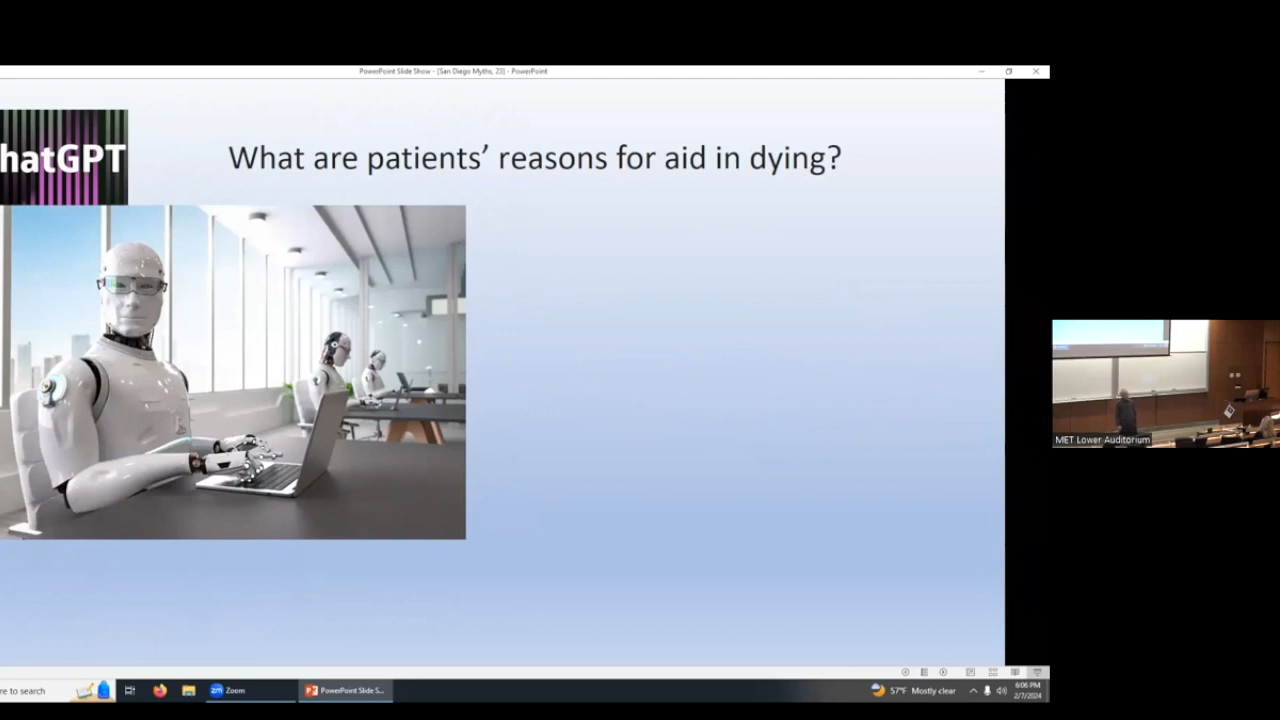 PowerPoint Slide Show - [San Diego Myths, 23] - PowerPoint
hatGPT
What are patients' reasons for aid in dying?
MET Lower Auditorium
re to search
Zoom
PowerPoint Slide S...
57°F Mostly clear
6:06 PM
2/7/2024